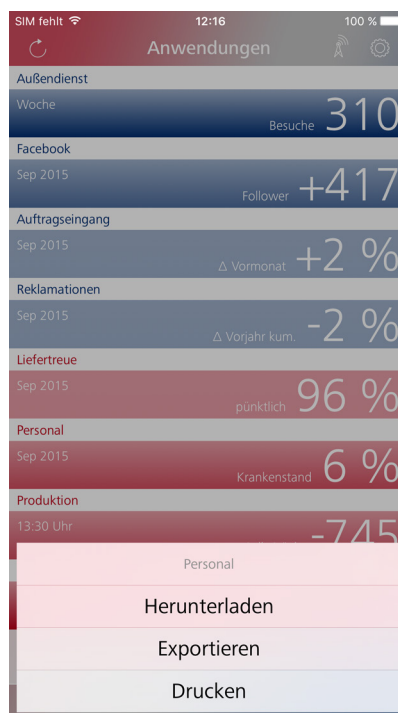 SIM fehlt 12:16 100 %
Anwendungen
Außendienst
Woche
Besuche 310
Facebook
Sep 2015
Follower +417
Auftragseingang
Sep 2015
Δ Vormonat +2 %
Reklamationen
Sep 2015
Δ Vorjahr kum. -2 %
Liefertreue
Sep 2015
pünktlich 96 %
Personal
Sep 2015
Krankenstand 6 %
Produktion
13:30 Uhr
-745
Personal
Herunterladen
Exportieren
Drucken